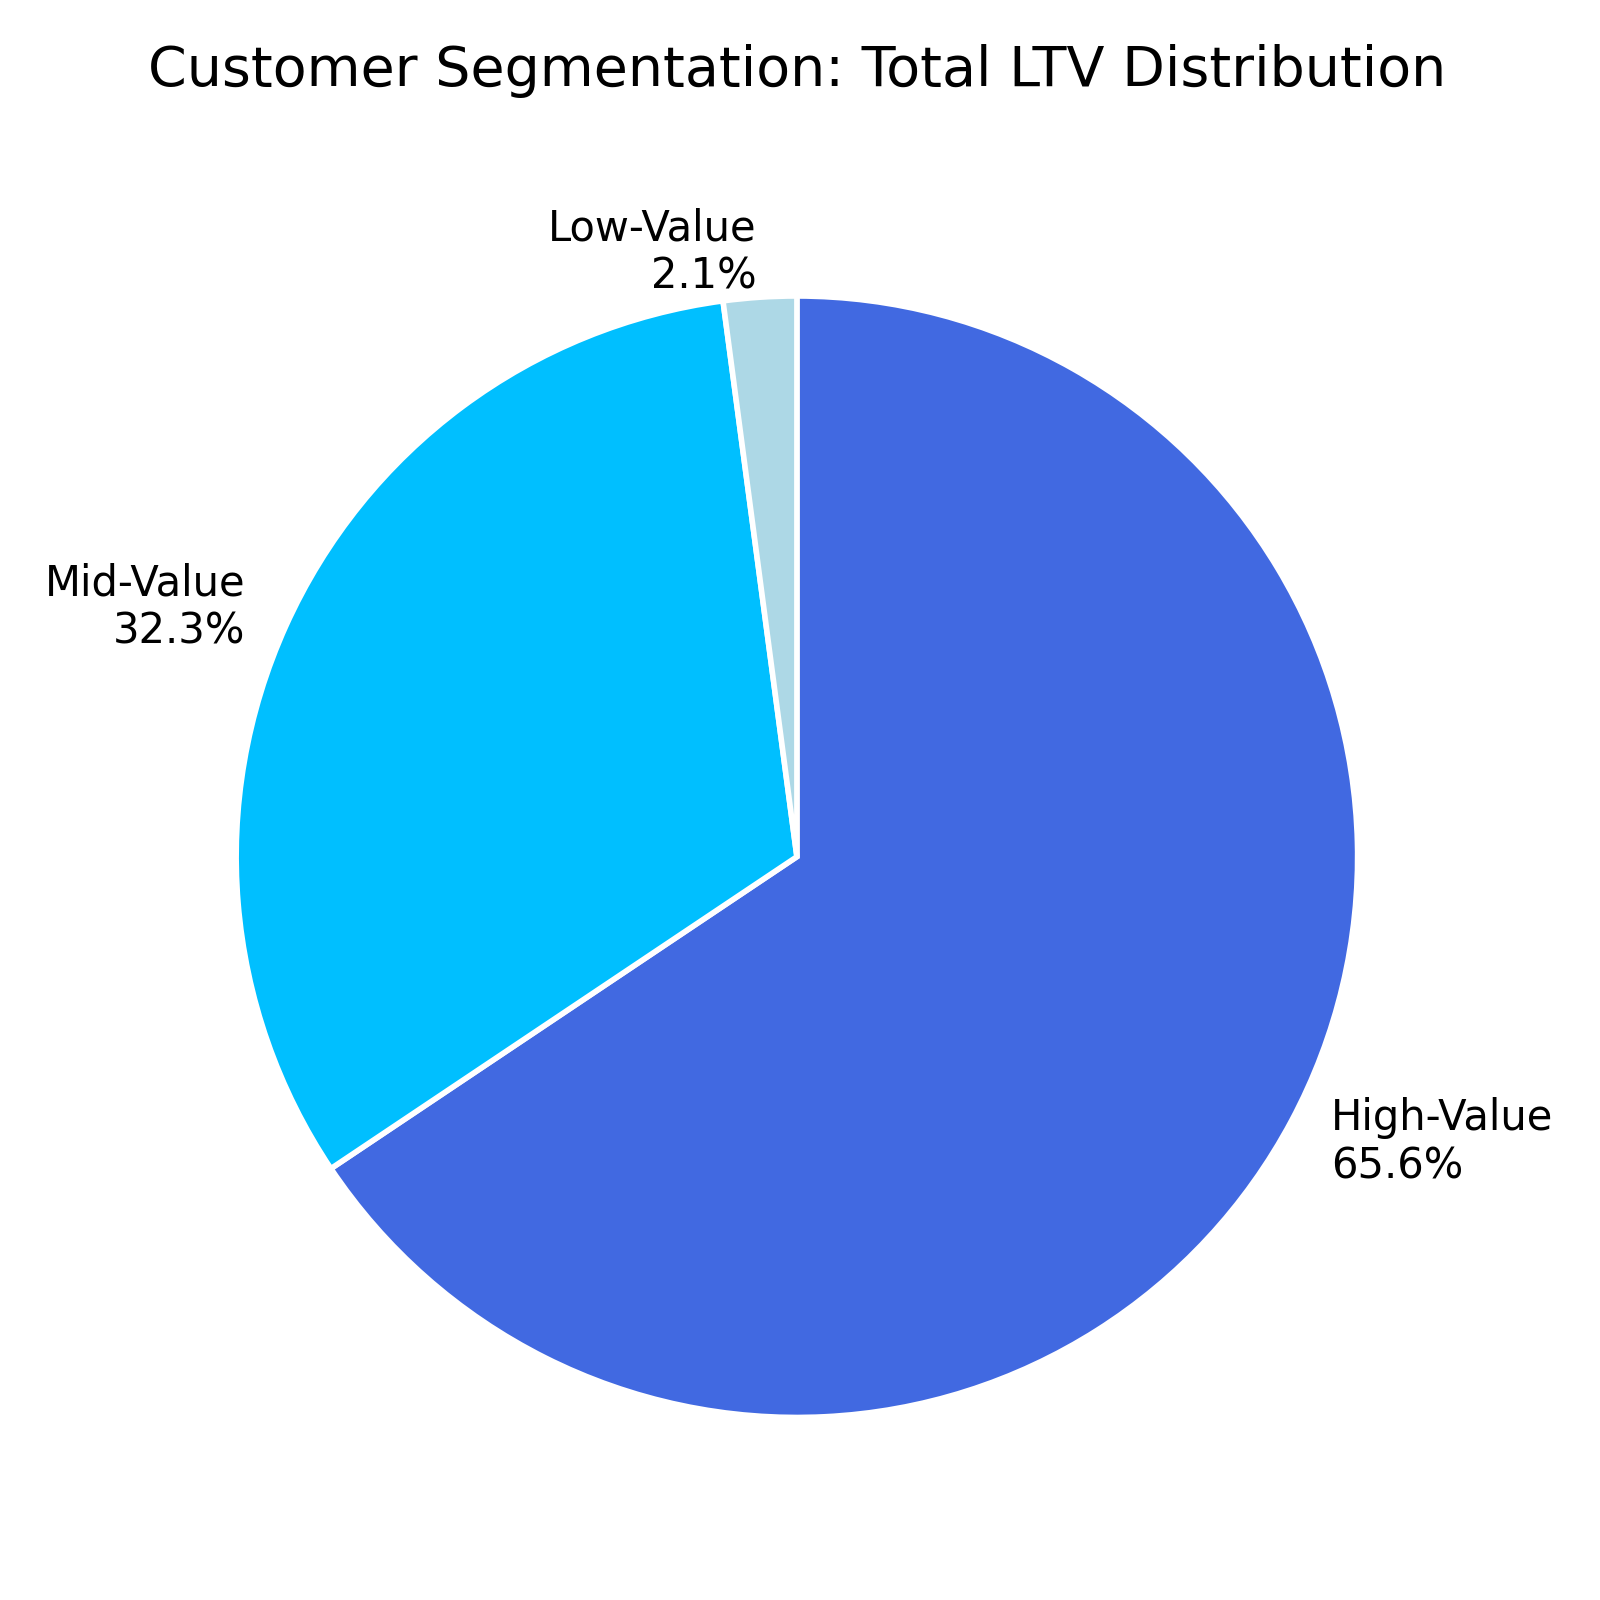 Customer Segmentation: Total LTV Distribution
Low-Value
2.1%
Mid-Value
32.3%
High-Value
65.6%